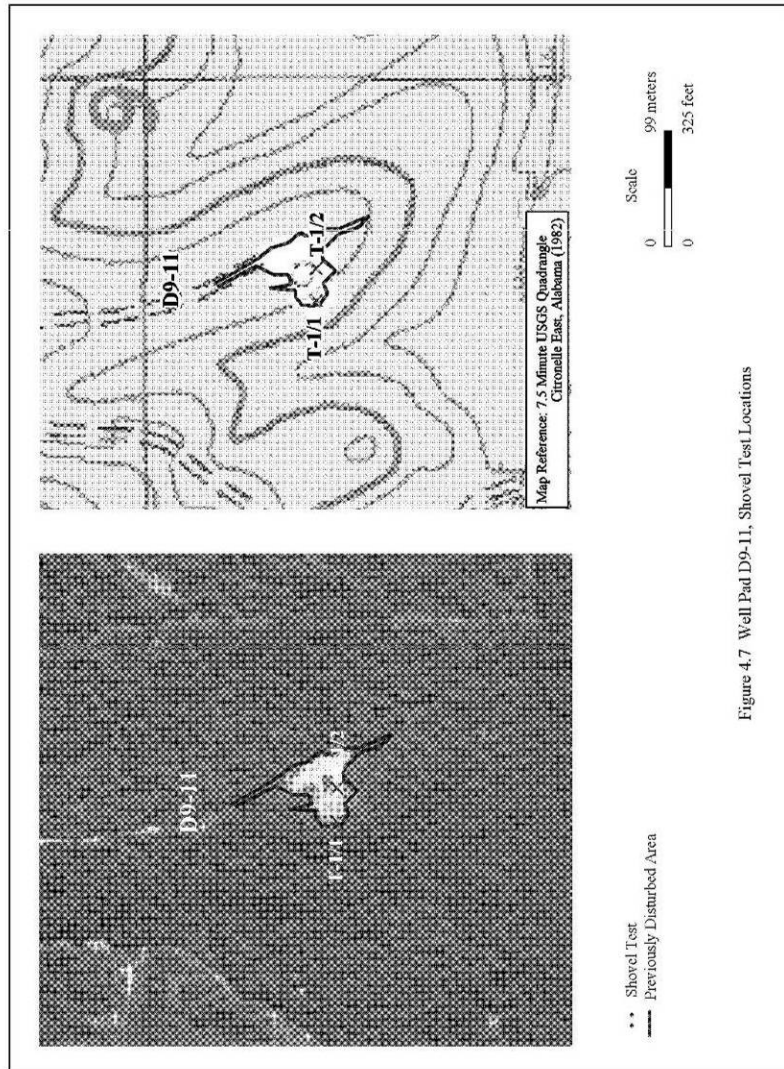 D9-11
T-1/1
1/2
D9-11
T-1/1
T-1/2
Map Reference: 7.5 Minute USGS Quadrangle
Citronelle East, Alabama (1982)
Shovel Test
Previously Disturbed Area
Scale
0 99 meters
0 325 feet
Figure 4.7 Well Pad D9-11, Shovel Test Locations